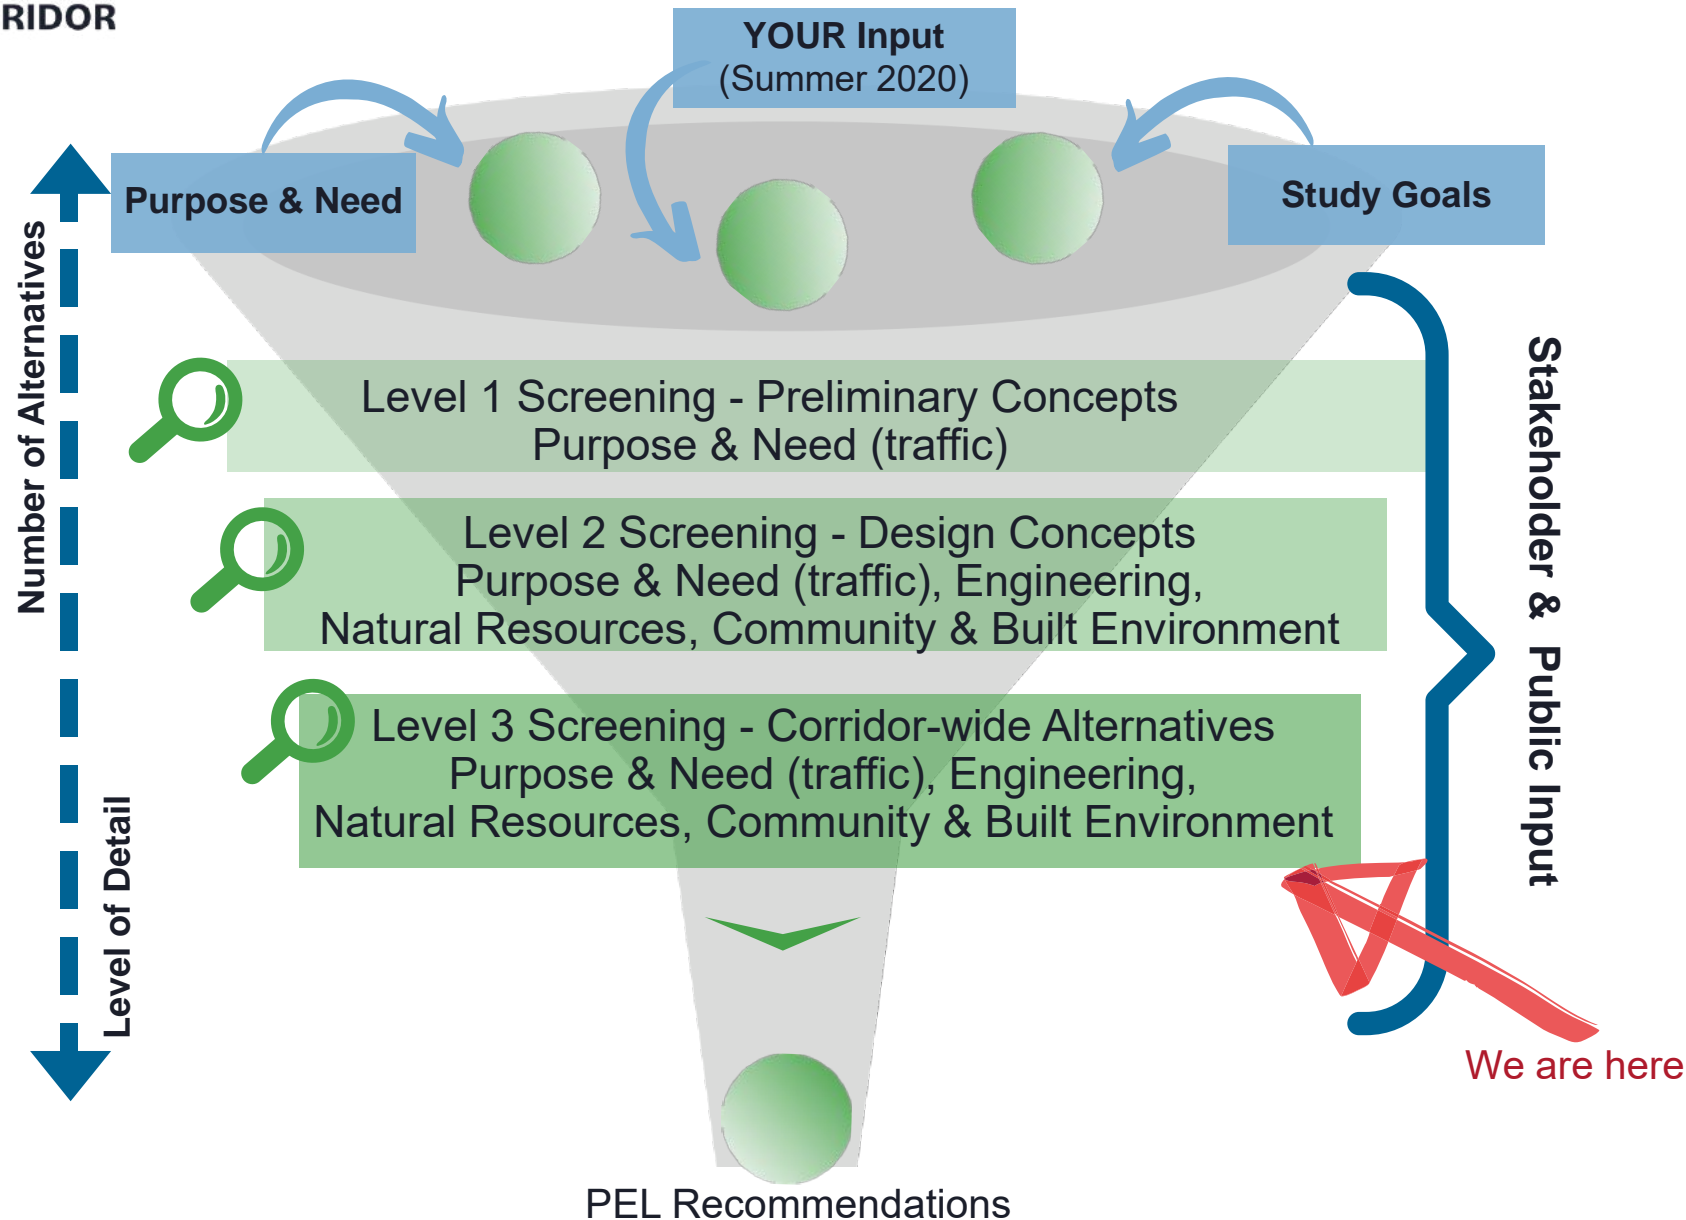 RIDOR
YOUR Input
(Summer 2020)
Purpose & Need
Study Goals
Number of Alternatives
Level of Detail
Level 1 Screening - Preliminary Concepts
Purpose & Need (traffic)
Level 2 Screening - Design Concepts
Purpose & Need (traffic), Engineering,
Natural Resources, Community & Built Environment
Level 3 Screening - Corridor-wide Alternatives
Purpose & Need (traffic), Engineering,
Natural Resources, Community & Built Environment
Stakeholder & Public Input
We are here
PEL Recommendations